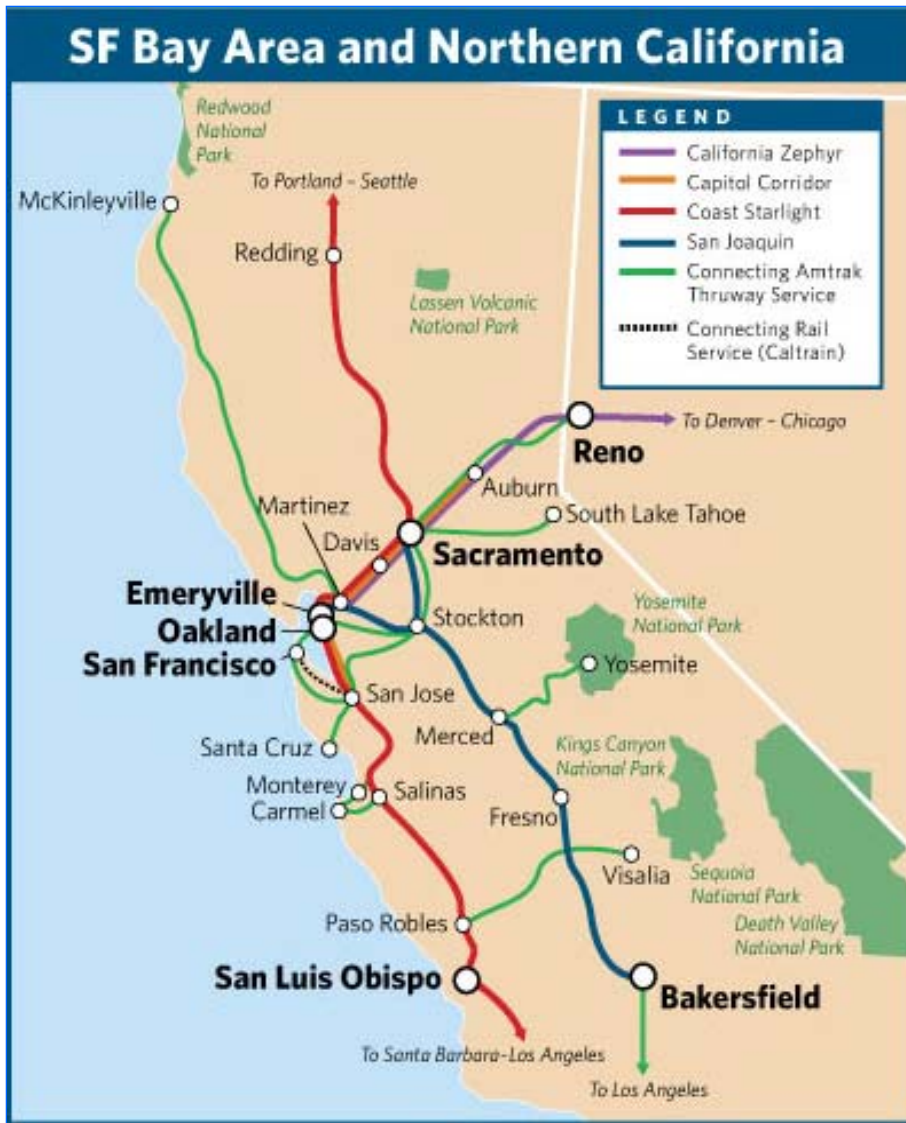 SF Bay Area and Northern California
Redwood
National
Park
LEGEND
California Zephyr
Capitol Corridor
Coast Starlight
San Joaquin
Connecting Amtrak
Thruway Service
Connecting Rail
Service (Caltrain)
To Portland – Seattle
McKinleyville
Redding
Lassen Volcanic
National Park
To Denver – Chicago
Reno
Auburn
Martinez
South Lake Tahoe
Davis
Sacramento
Emeryville
Oakland
San Francisco
Stockton
Yosemite
National Park
Yosemite
San Jose
Merced
Santa Cruz
Kings Canyon
National Park
Monterey
Carmel
Salinas
Fresno
Visalia
Sequoia
National Park
Death Valley
National Park
Paso Robles
San Luis Obispo
Bakersfield
To Santa Barbara–Los Angeles
To Los Angeles